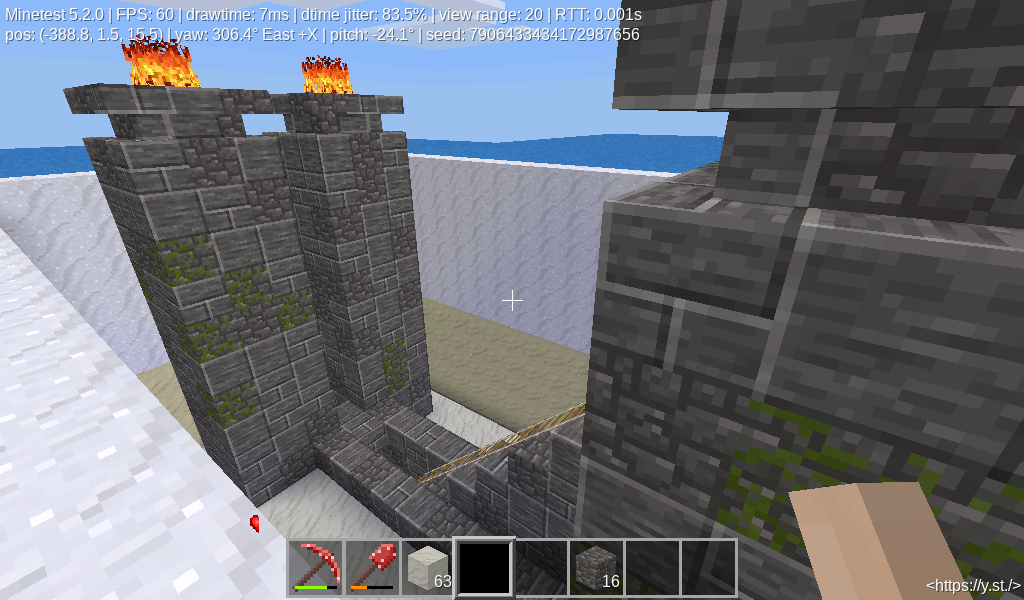 Minetest 5.2.0 | FPS: 60 | drawtime: 7ms | dtime jitter: 83.5% | view range: 20 | RTT: 0.001s
pos: (-388.8, 1.5, 15.5) | yaw: 306.4° East +X | pitch: -24.1° | seed: 7906433434172987656
63
16
<https://y.st./>